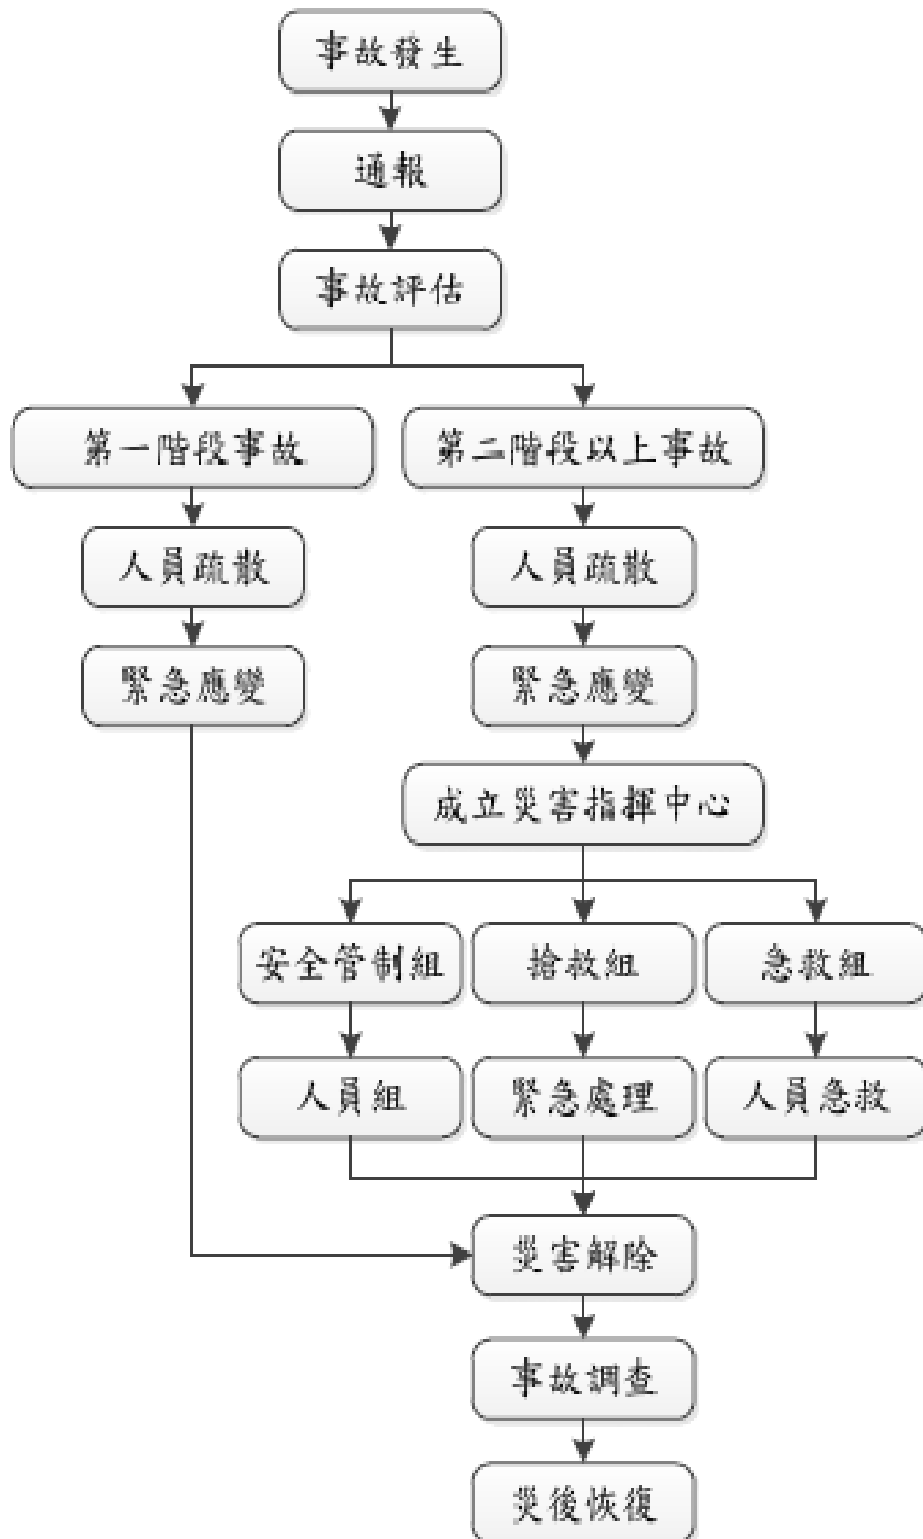 事故發生
通報
事故評估
第一階段事故
第二階段以上事故
人員疏散
人員疏散
緊急應變
緊急應變
成立災害指揮中心
安全管制組
搶救組
急救組
人員組
緊急處理
人員急救
災害解除
事故調查
災後恢復